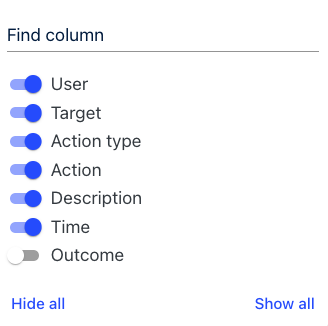 Find column
User
Target
Action type
Action
Description
Time
Outcome
Hide all
Show all